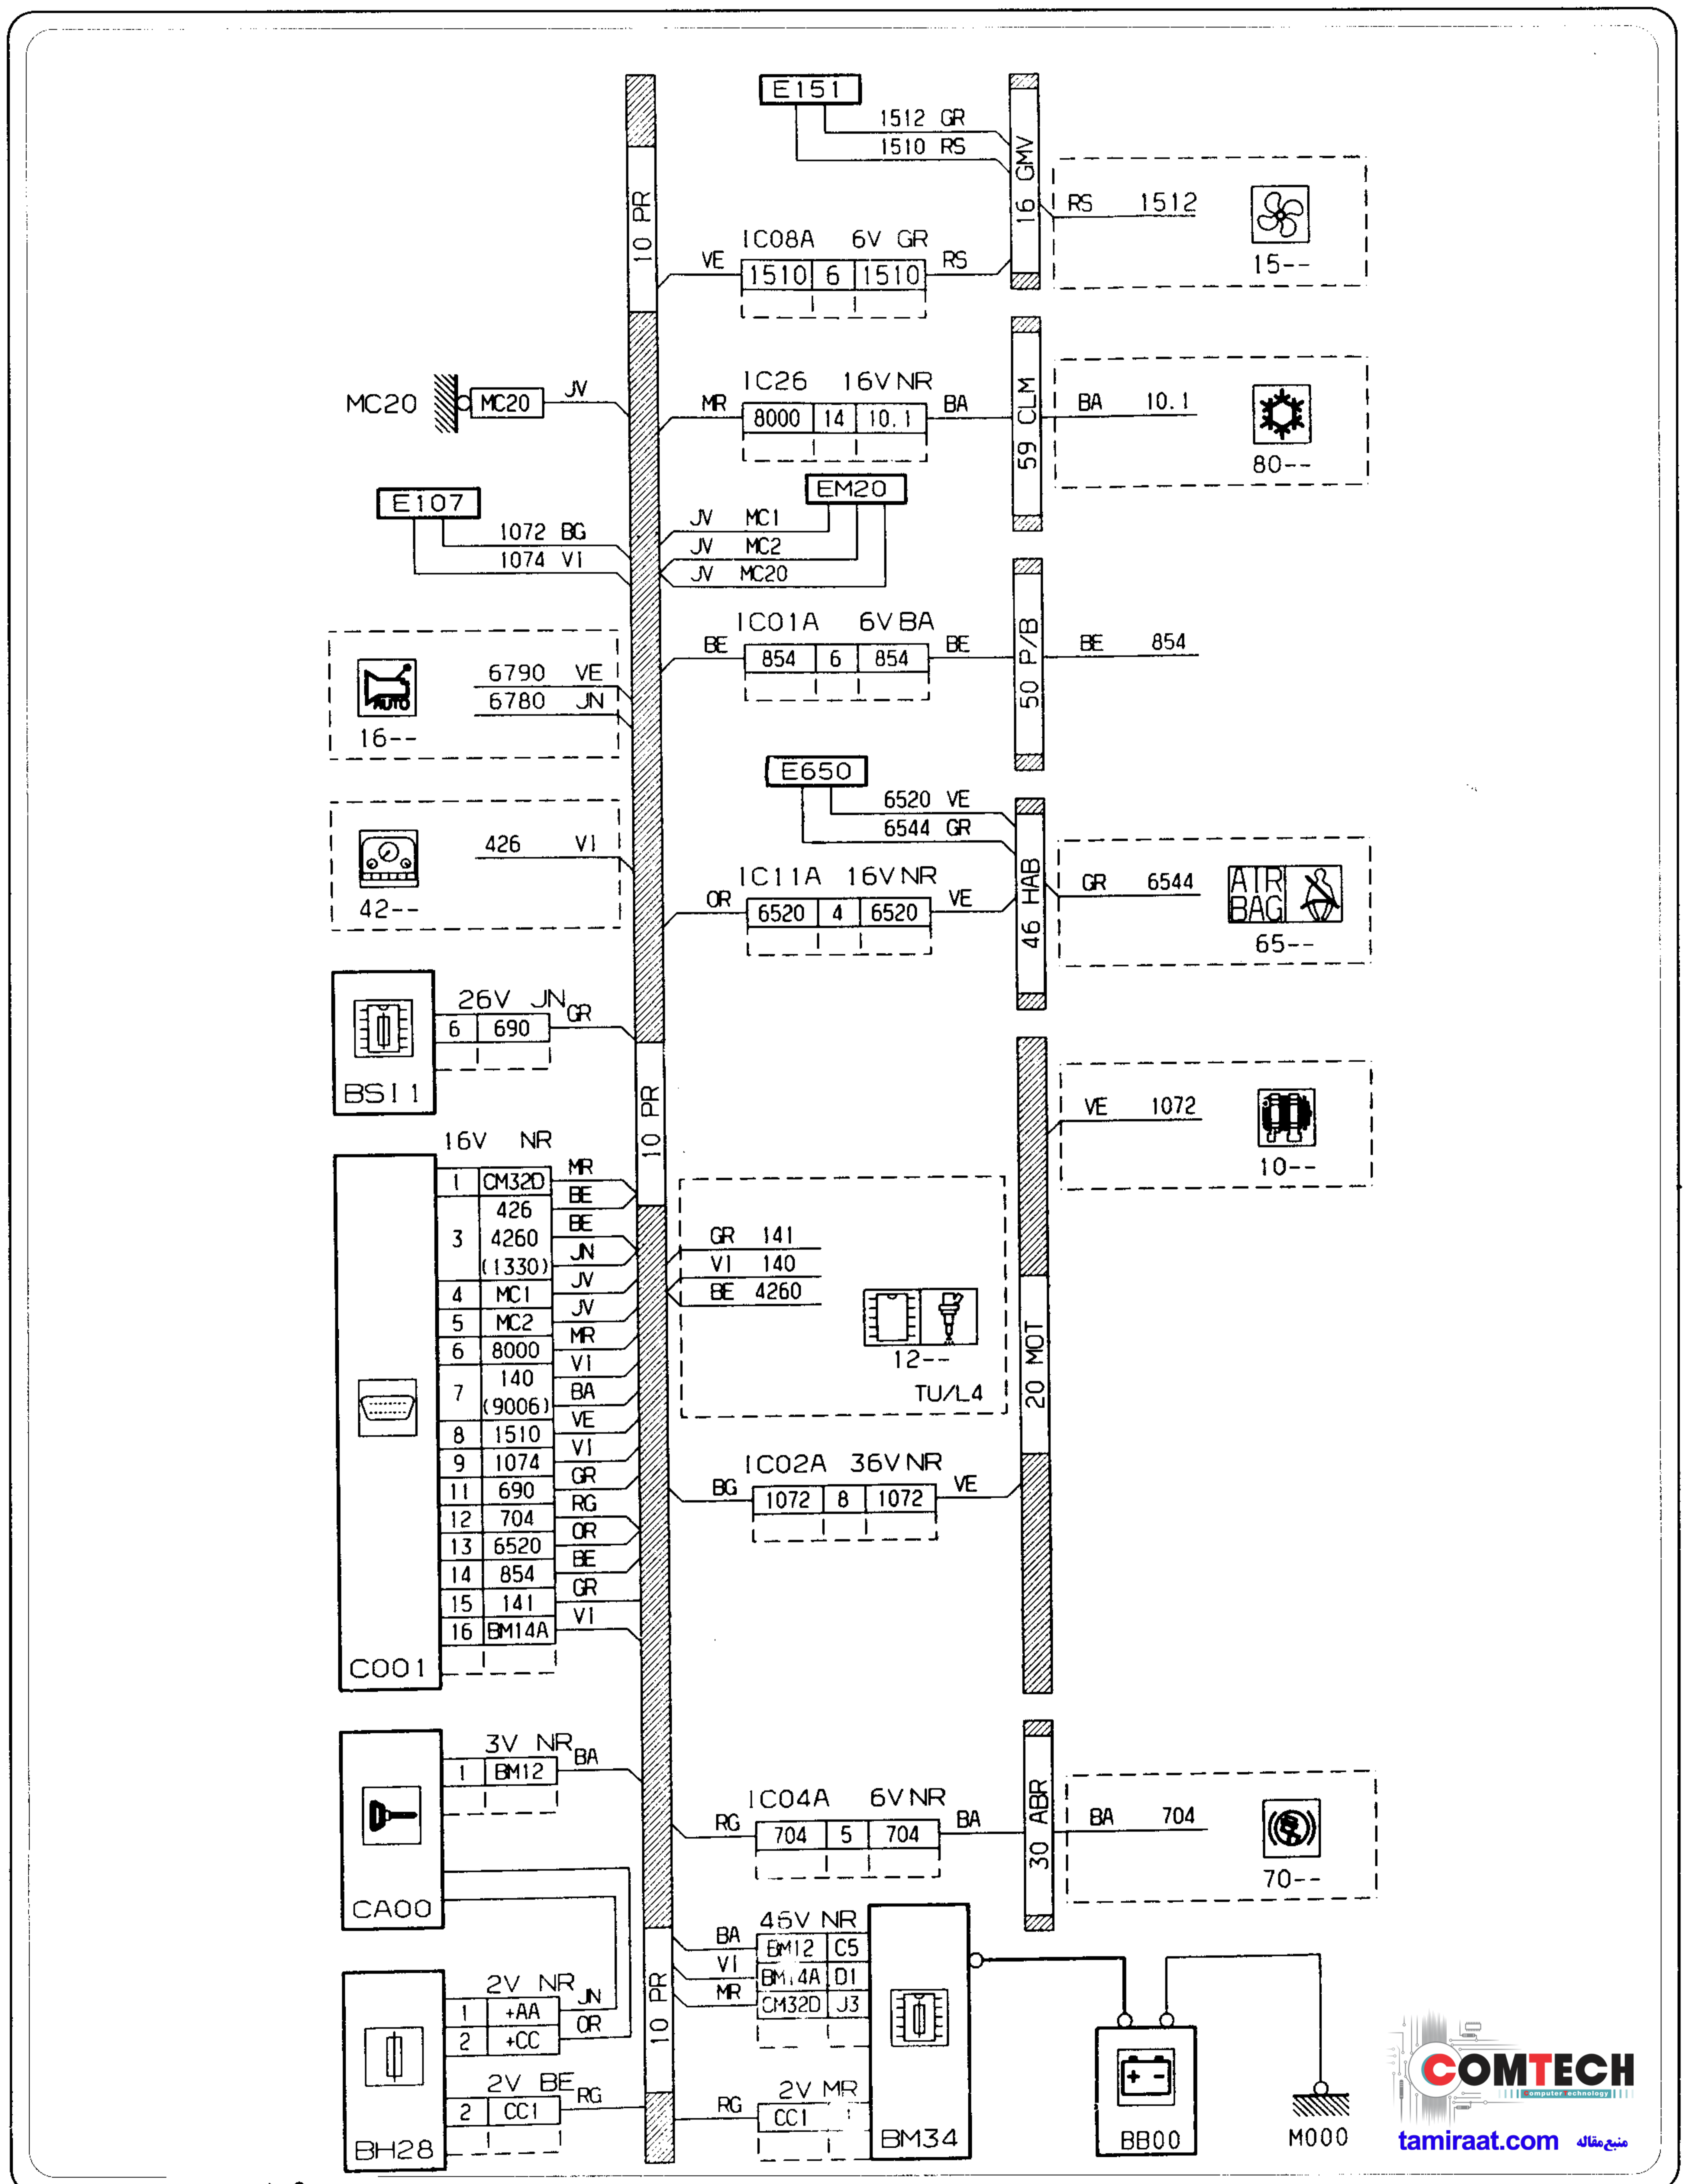 E151
1512 GR
1510 RS
16 GMV
RS 1512
15--
10 PR
IC08A 6V GR
VE 1510 6 1510 RS
MC20 MC20 JV
IC26 16V NR
MR 8000 14 10.1 BA
59 CLM
BA 10.1
80--
E107
1072 BG
1074 VI
EM20
JV MC1
JV MC2
JV MC20
IC01A 6V BA
BE 854 6 854 BE
50 P/B
BE 854
AUTO
6790 VE
6780 JN
16--
E650
6520 VE
6544 GR
46 HAB
426 VI
42--
IC11A 16V NR
OR 6520 4 6520 VE
GR 6544
AIR
BAG
65--
26V JN
6 690 GR
BS11
10 PR
VE 1072
10--
16V NR
1 CM32D MR
426 BE
3 4260 BE
(1330) JN
4 MC1 JV
5 MC2 JV
6 8000 MR
7 140 VI
(9006) BA
8 1510 VE
9 1074 VI
11 690 GR
12 704 RG
13 6520 OR
14 854 BE
15 141 GR
16 BM14A VI
C001
GR 141
VI 140
BE 4260
12--
TU/L4
20 MOT
IC02A 36V NR
BG 1072 8 1072 VE
3V NR
1 BM12 BA
CA00
IC04A 6V NR
RG 704 5 704 BA
30 ABR
BA 704
70--
2V NR
1 +AA JN
2 +CC OR
2V BE
2 CC1 RG
BH28
10 PR
46V NR
BA BM12 C5
VI BM14A D1
MR CM32D J3
2V MR
RG CC1
BM34
+ -
BB00
M000
COMTECH
Computer Technology
tamiraat.com منبع مقاله